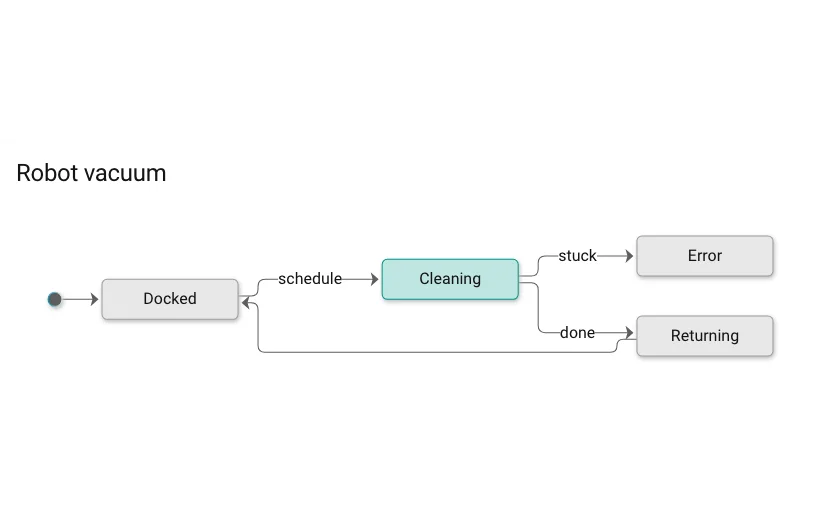 Robot vacuum
Docked
schedule
Cleaning
stuck
Error
done
Returning